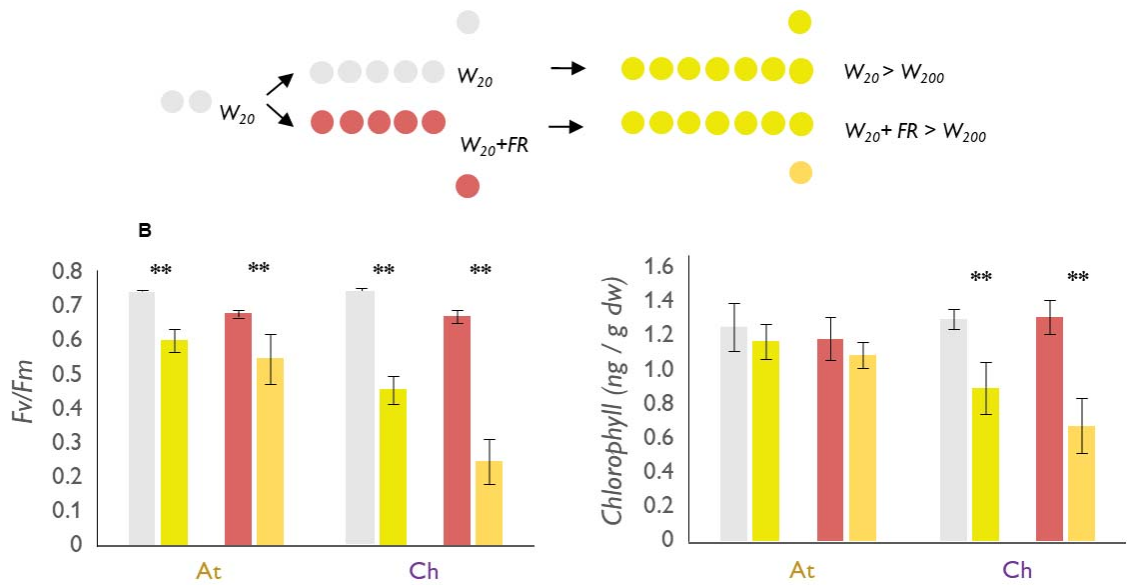 W20
W20
W20+FR
W20 > W200
W20+ FR > W200
B
Fv/Fm
0.8
0.7
0.6
0.5
0.4
0.3
0.2
0.1
0
** ** ** **
At Ch
Chlorophyll (ng / g dw)
1.6
1.4
1.2
1.0
0.8
0.6
0.4
0.2
0
** **
At Ch